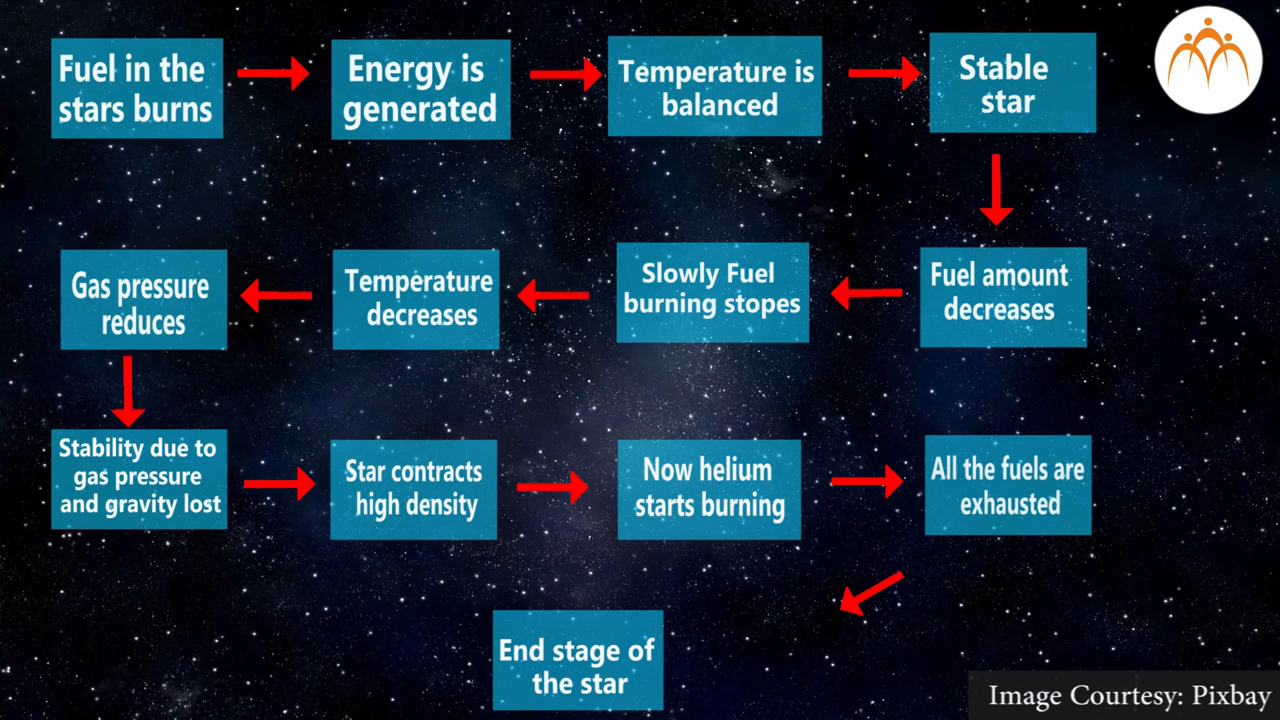 Fuel in the
stars burns
Energy is
generated
Temperature is
balanced
Stable
star
Fuel amount
decreases
Slowly Fuel
burning stopes
Temperature
decreases
Gas pressure
reduces
Stability due to
gas pressure
and gravity lost
Star contracts
high density
Now helium
starts burning
All the fuels are
exhausted
End stage of
the star
Image Courtesy: Pixbay